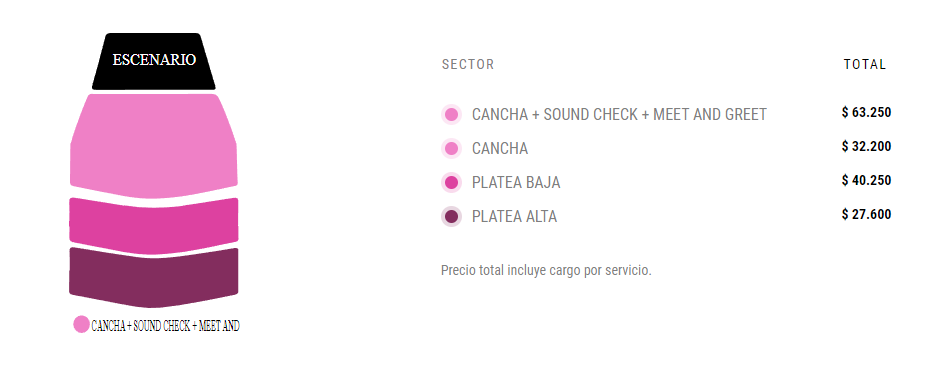 ESCENARIO
CANCHA + SOUND CHECK + MEET AND
SECTOR TOTAL
CANCHA + SOUND CHECK + MEET AND GREET $ 63.250
CANCHA $ 32.200
PLATEA BAJA $ 40.250
PLATEA ALTA $ 27.600
Precio total incluye cargo por servicio.